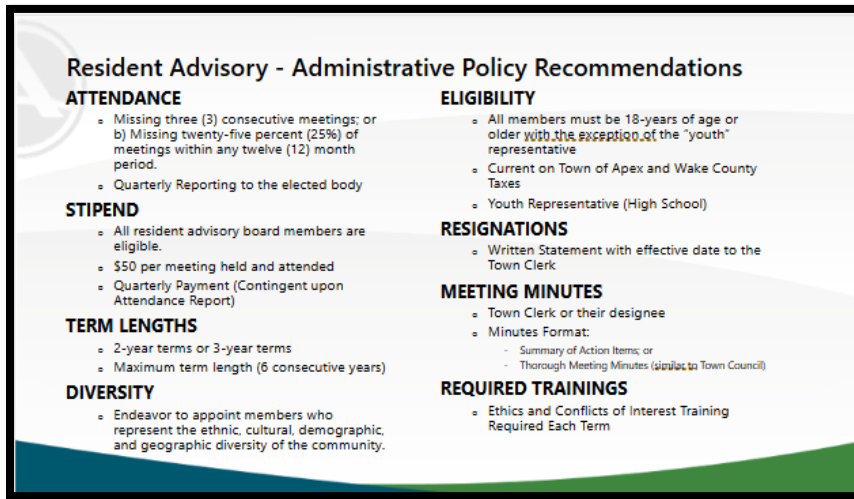 Resident Advisory - Administrative Policy Recommendations
ATTENDANCE
▫ Missing three (3) consecutive meetings; or
b) Missing twenty-five percent (25%) of
meetings within any twelve (12) month
period.
▫ Quarterly Reporting to the elected body
STIPEND
▫ All resident advisory board members are
eligible.
▫ $50 per meeting held and attended
▫ Quarterly Payment (Contingent upon
Attendance Report)
TERM LENGTHS
▫ 2-year terms or 3-year terms
▫ Maximum term length (6 consecutive years)
DIVERSITY
▫ Endeavor to appoint members who
represent the ethnic, cultural, demographic,
and geographic diversity of the community.
ELIGIBILITY
▫ All members must be 18-years of age or
older with the exception of the "youth"
representative
▫ Current on Town of Apex and Wake County
Taxes
▫ Youth Representative (High School)
RESIGNATIONS
▫ Written Statement with effective date to the
Town Clerk
MEETING MINUTES
▫ Town Clerk or their designee
▫ Minutes Format:
- Summary of Action Items; or
- Thorough Meeting Minutes (similar to Town Council)
REQUIRED TRAININGS
▫ Ethics and Conflicts of Interest Training
Required Each Term